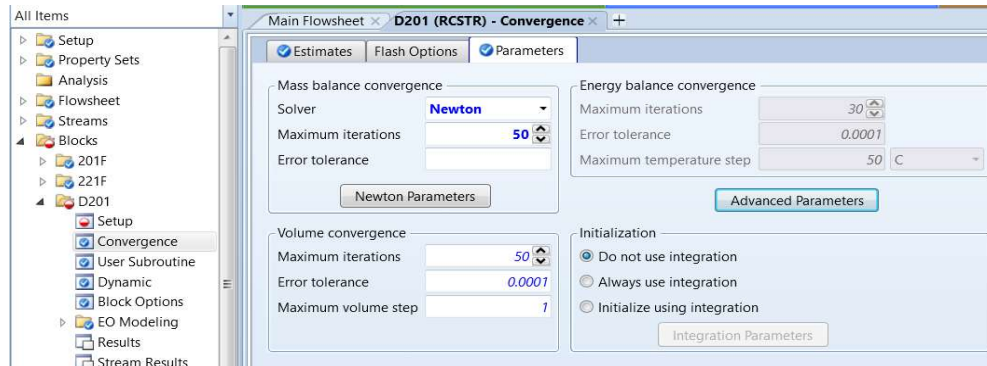 All Items
Setup
Property Sets
Analysis
Flowsheet
Streams
Blocks
201F
221F
D201
Setup
Convergence
User Subroutine
Dynamic
Block Options
EO Modeling
Results
Stream Results
Main Flowsheet × D201 (RCSTR) - Convergence × +
Estimates Flash Options Parameters
Mass balance convergence
Solver Newton
Maximum iterations 50
Error tolerance
Newton Parameters
Energy balance convergence
Maximum iterations 30
Error tolerance 0.0001
Maximum temperature step 50 C
Advanced Parameters
Volume convergence
Maximum iterations 50
Error tolerance 0.0001
Maximum volume step 1
Initialization
Do not use integration
Always use integration
Initialize using integration
Integration Parameters